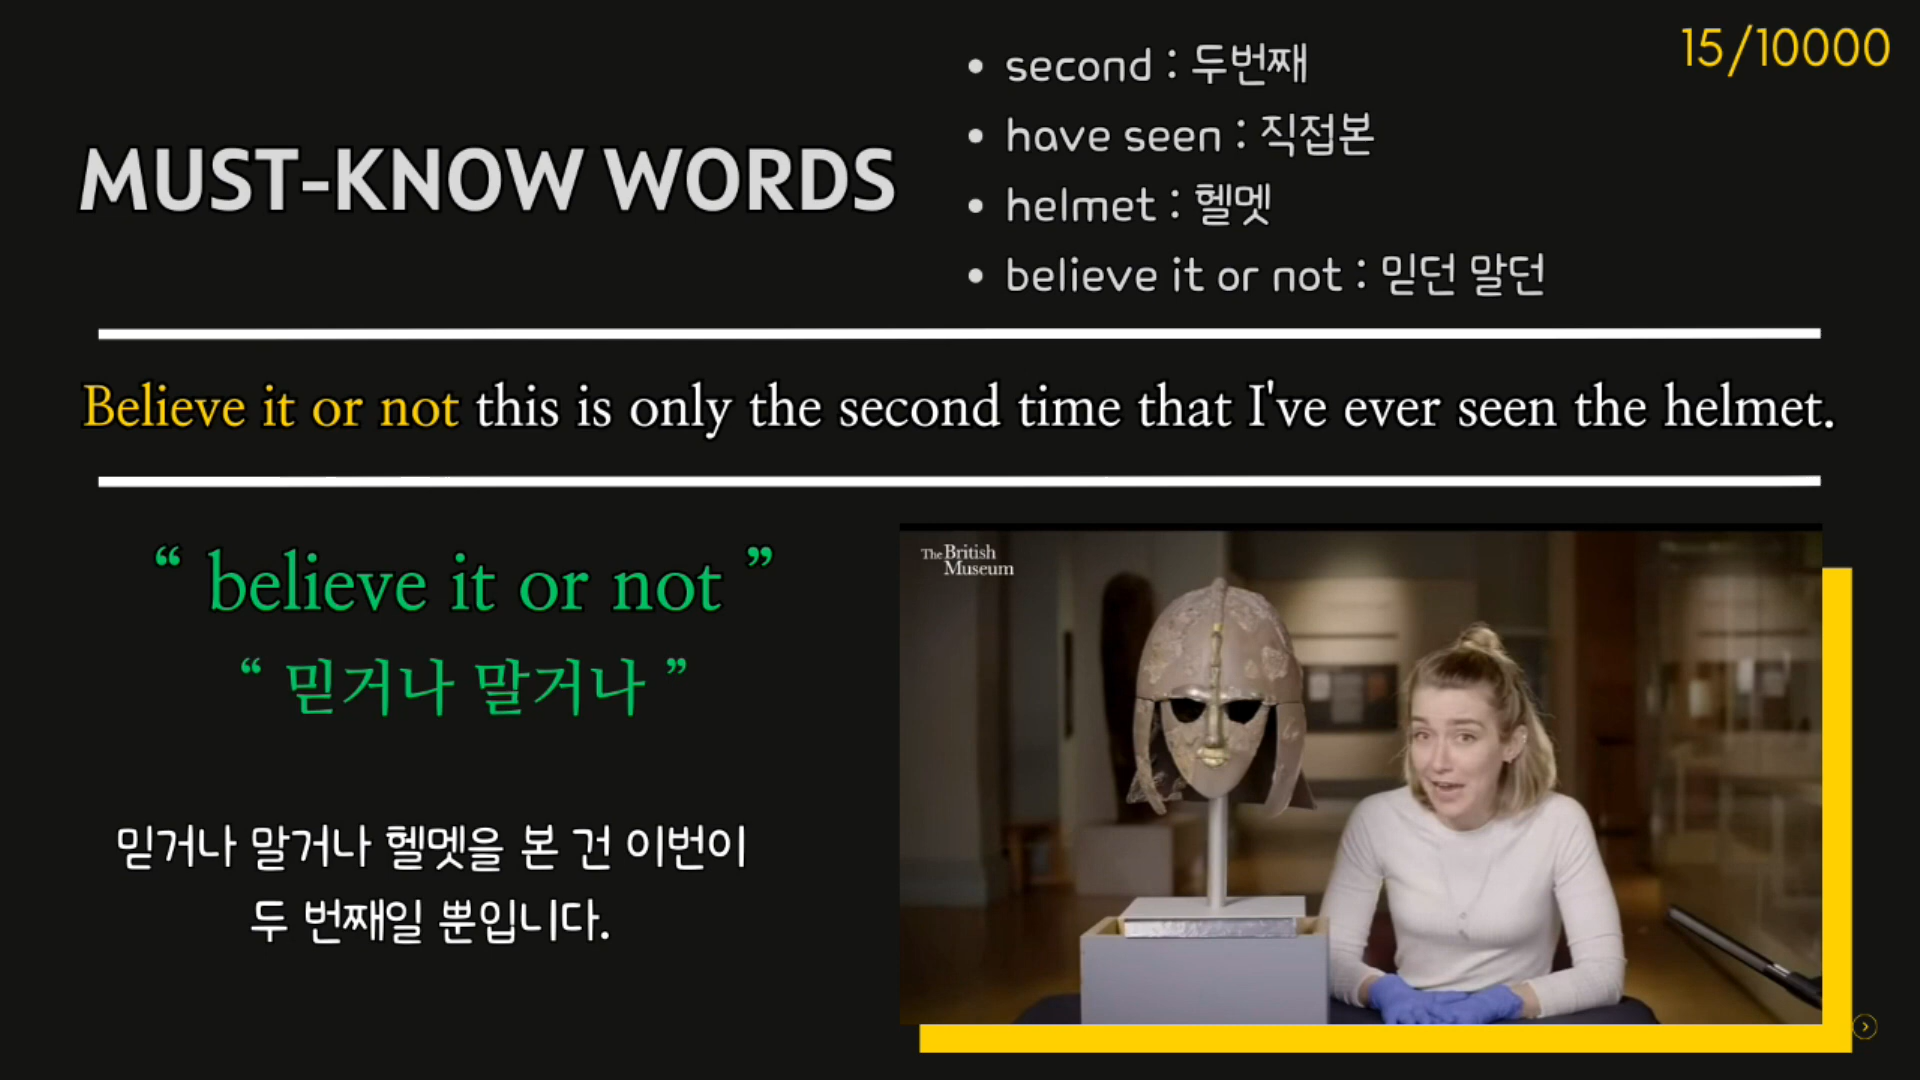 MUST-KNOW WORDS
• second : 두번째
• have seen : 직접본
• helmet : 헬멧
• believe it or not : 믿던 말던
15/10000
Believe it or not this is only the second time that I've ever seen the helmet.
“ believe it or not ”
“ 믿거나 말거나 ”
믿거나 말거나 헬멧을 본 건 이번이
두 번째일 뿐입니다.
The British
Museum